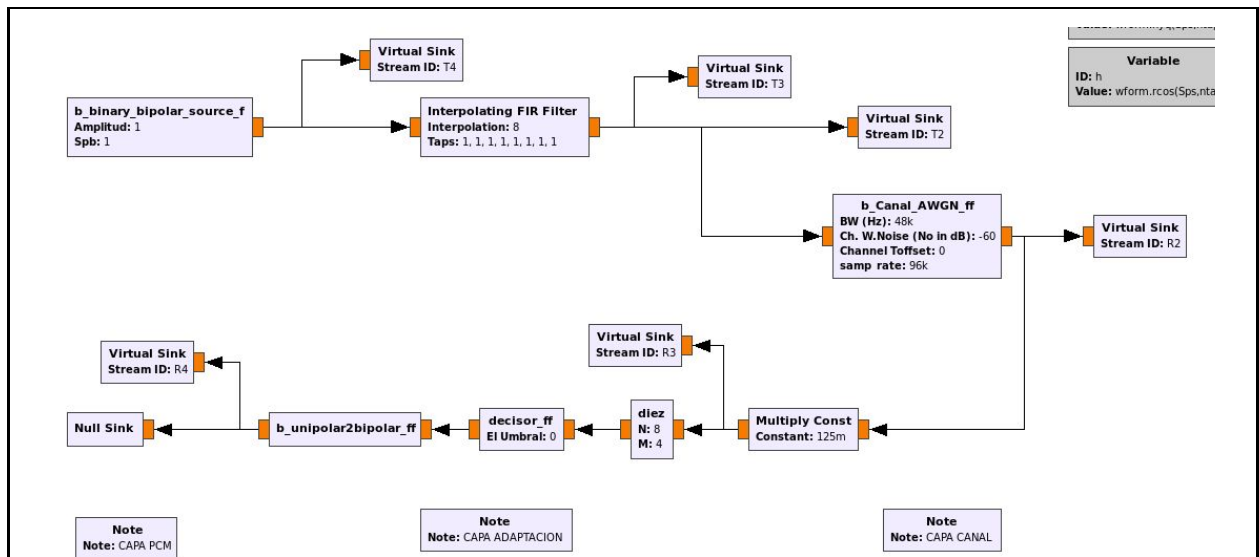 Virtual Sink
Stream ID: T4
Virtual Sink
Stream ID: T3
Variable
ID: h
Value: wform.rcos(Sps,nta
b_binary_bipolar_source_f
Amplitud: 1
Spb: 1
Interpolating FIR Filter
Interpolation: 8
Taps: 1, 1, 1, 1, 1, 1, 1, 1
Virtual Sink
Stream ID: T2
b_Canal_AWGN_ff
BW (Hz): 48k
Ch. W.Noise (No in dB): -60
Channel Toffset: 0
samp_rate: 96k
Virtual Sink
Stream ID: R2
Virtual Sink
Stream ID: R4
Virtual Sink
Stream ID: R3
Null Sink
b_unipolar2bipolar_ff
decisor_ff
El Umbral: 0
diez
N: 8
M: 4
Multiply Const
Constant: 125m
Note
Note: CAPA PCM
Note
Note: CAPA ADAPTACION
Note
Note: CAPA CANAL